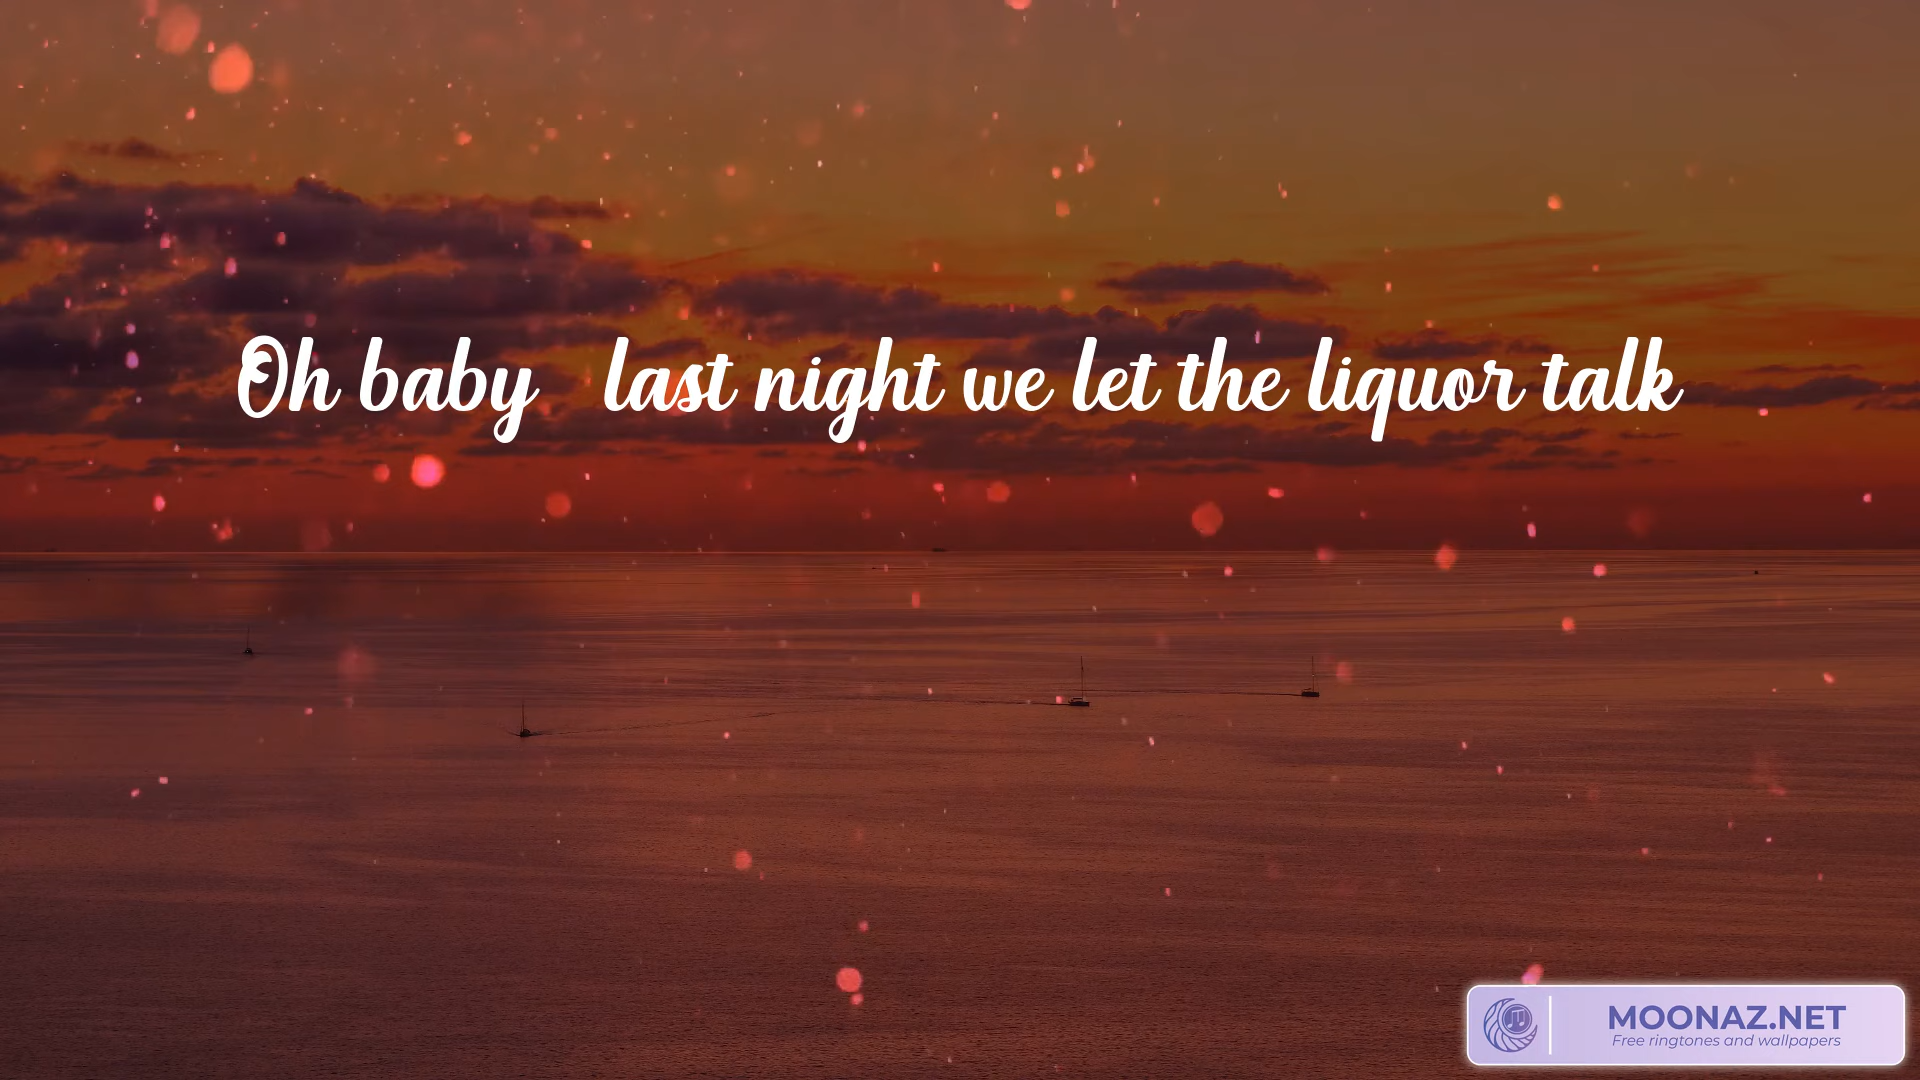 Oh baby last night we let the liquor talk
MOONAZ.NET
Free ringtones and wallpapers